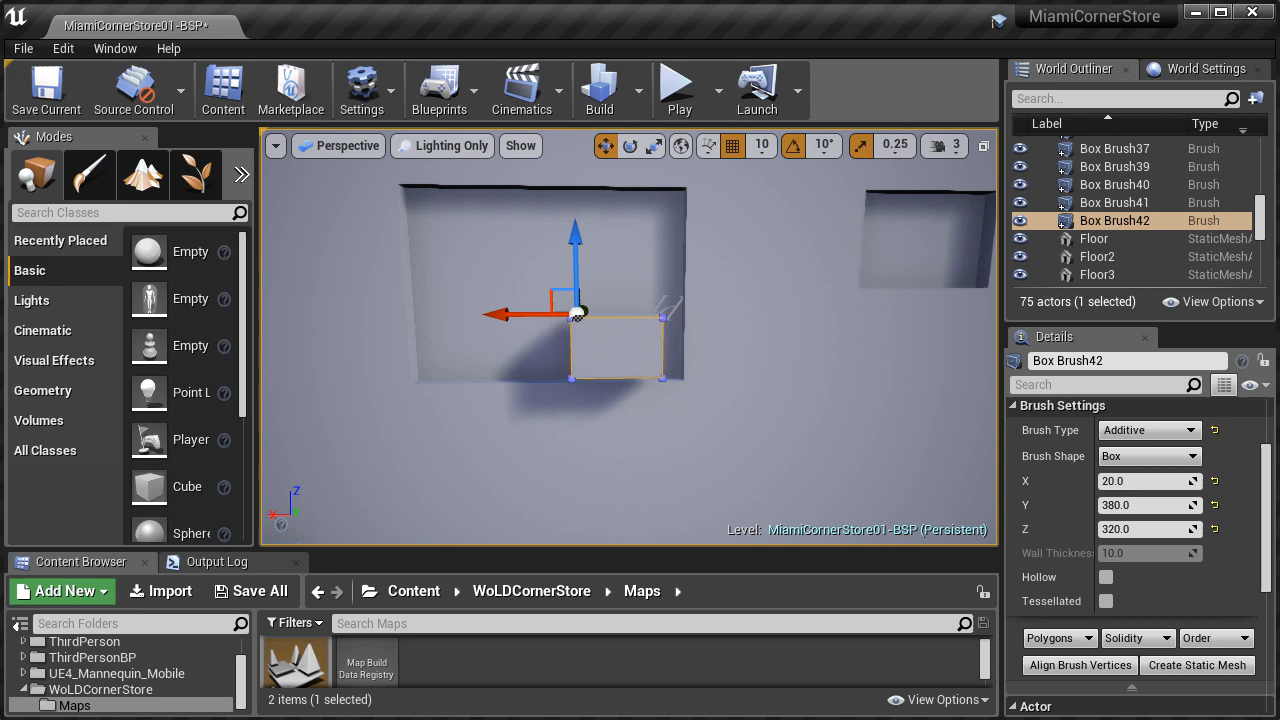 MiamiCornerStore01-BSP*
MiamiCornerStore
File Edit Window Help
Save Current Source Control Content Marketplace Settings Blueprints Cinematics Build Play Launch
World Outliner World Settings
Search...
Label Type
Box Brush37 Brush
Box Brush39 Brush
Box Brush40 Brush
Box Brush41 Brush
Box Brush42 Brush
Floor StaticMeshA
Floor2 StaticMeshA
Floor3 StaticMeshA
75 actors (1 selected) View Options
Modes
Search Classes
Recently Placed
Basic
Lights
Cinematic
Visual Effects
Geometry
Volumes
All Classes
Empty
Empty
Empty
Point L
Player
Cube
Sphere
Perspective Lighting Only Show 10 10° 0.25 3
Z
X
Y
Level: MiamiCornerStore01-BSP (Persistent)
Details
Box Brush42
Search
Brush Settings
Brush Type Additive
Brush Shape Box
X 20.0
Y 380.0
Z 320.0
Wall Thickness 10.0
Hollow
Tessellated
Polygons Solidity Order
Align Brush Vertices Create Static Mesh
Actor
Content Browser Output Log
Add New Import Save All Content WoLDCornerStore Maps
Search Folders
ThirdPerson
ThirdPersonBP
UE4_Mannequin_Mobile
WoLDCornerStore
Maps
Filters Search Maps
Map Build
Data Registry
2 items (1 selected) View Options